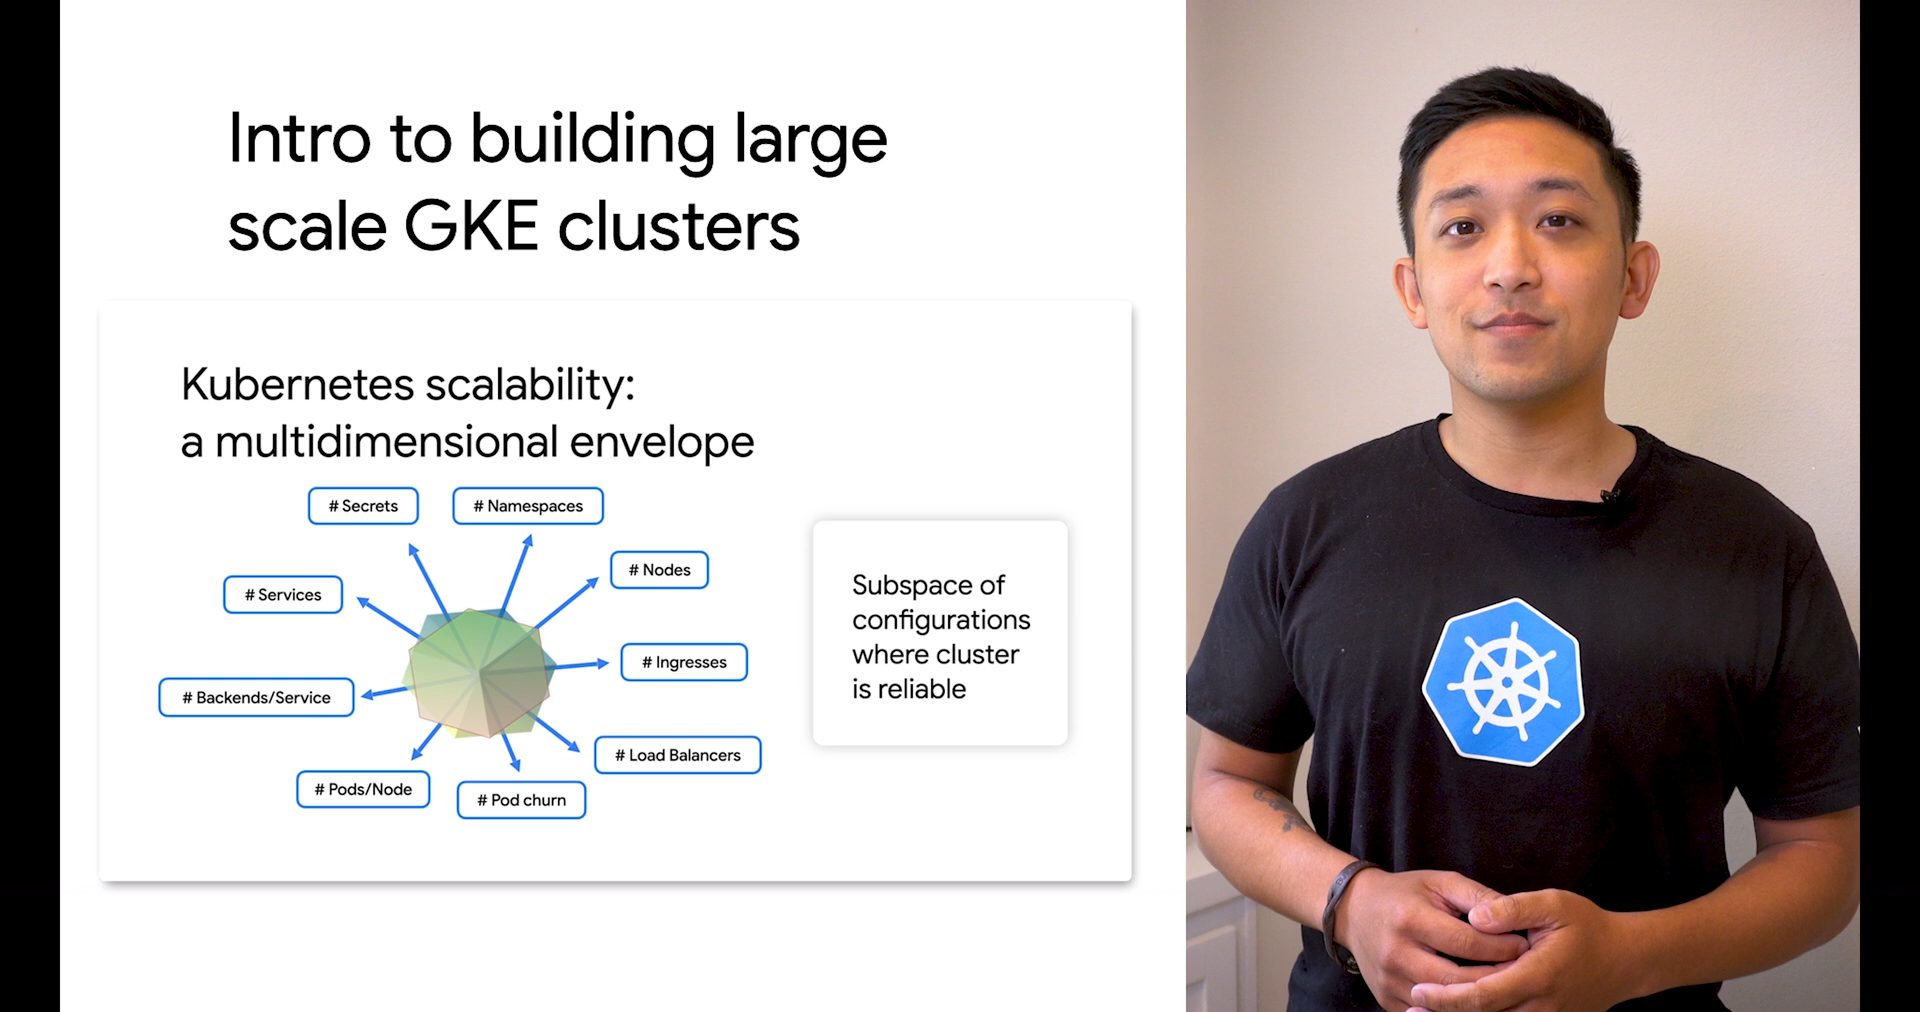 Intro to building large
scale GKE clusters
Kubernetes scalability:
a multidimensional envelope
# Secrets
# Namespaces
# Services
# Nodes
# Backends/Service
# Ingresses
# Load Balancers
# Pods/Node
# Pod churn
Subspace of
configurations
where cluster
is reliable